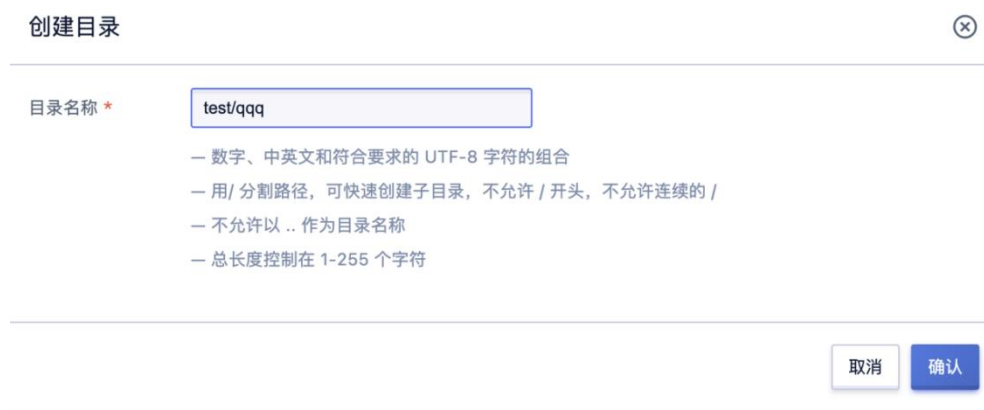 创建目录
目录名称 *
test/qqq
— 数字、中英文和符合要求的 UTF-8 字符的组合
— 用/ 分割路径，可快速创建子目录，不允许 / 开头，不允许连续的 /
— 不允许以 .. 作为目录名称
— 总长度控制在 1-255 个字符
取消
确认